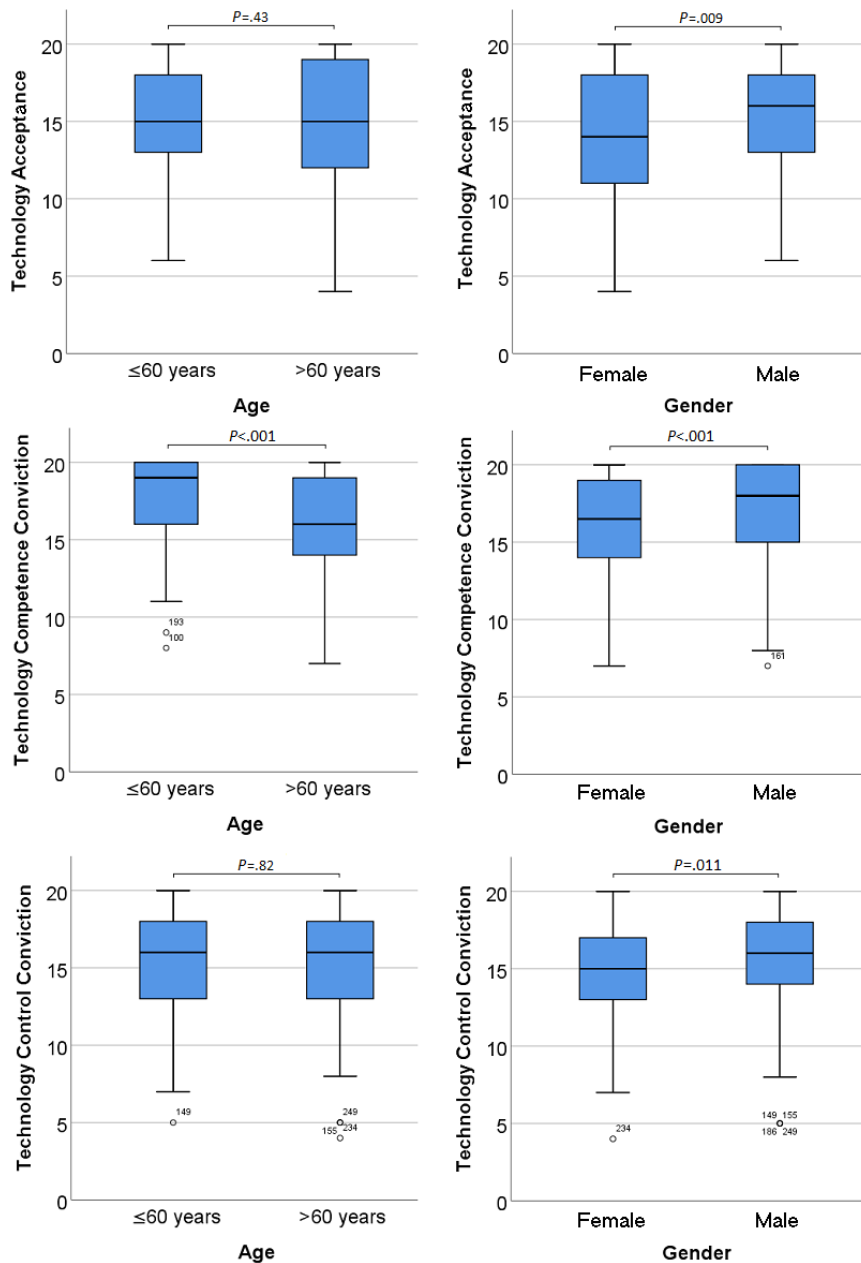 P=.43
Technology Acceptance
20
15
10
5
0
≤60 years
>60 years
Age
P=.009
Technology Acceptance
20
15
10
5
0
Female
Male
Gender
P<.001
Technology Competence Conviction
20
15
10
5
0
193
100
≤60 years
>60 years
Age
P<.001
Technology Competence Conviction
20
15
10
5
0
161
Female
Male
Gender
P=.82
Technology Control Conviction
20
15
10
5
0
149
249
155 234
≤60 years
>60 years
Age
P=.011
Technology Control Conviction
20
15
10
5
0
234
149 155
186 249
Female
Male
Gender